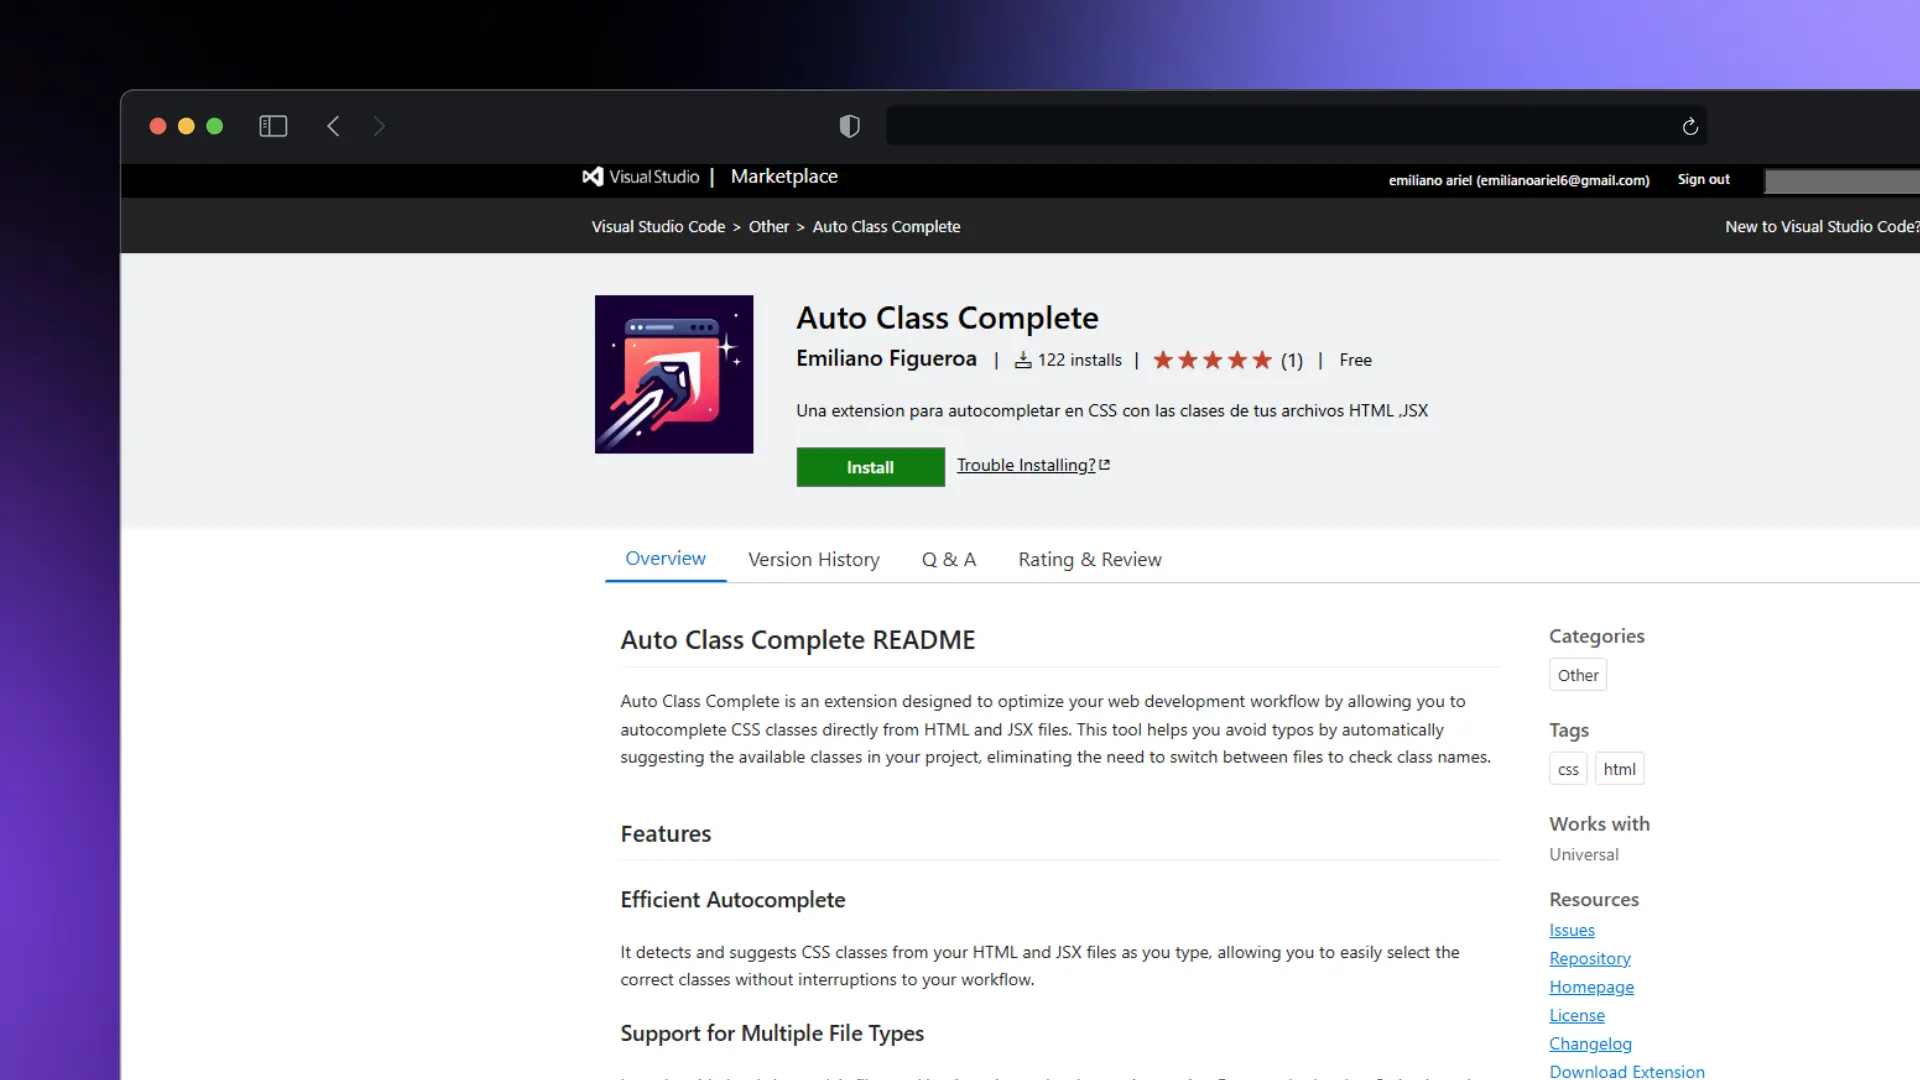 Visual Studio | Marketplace
emiliano ariel (emilianoariel6@gmail.com) Sign out
Visual Studio Code > Other > Auto Class Complete
New to Visual Studio Code?
Auto Class Complete
Emiliano Figueroa | 122 installs | (1) | Free
Una extension para autocompletar en CSS con las clases de tus archivos HTML ,JSX
Install Trouble Installing?
Overview Version History Q & A Rating & Review
Auto Class Complete README
Auto Class Complete is an extension designed to optimize your web development workflow by allowing you to
autocomplete CSS classes directly from HTML and JSX files. This tool helps you avoid typos by automatically
suggesting the available classes in your project, eliminating the need to switch between files to check class names.
Features
Efficient Autocomplete
It detects and suggests CSS classes from your HTML and JSX files as you type, allowing you to easily select the
correct classes without interruptions to your workflow.
Support for Multiple File Types
Categories
Other
Tags
css html
Works with
Universal
Resources
Issues
Repository
Homepage
License
Changelog
Download Extension